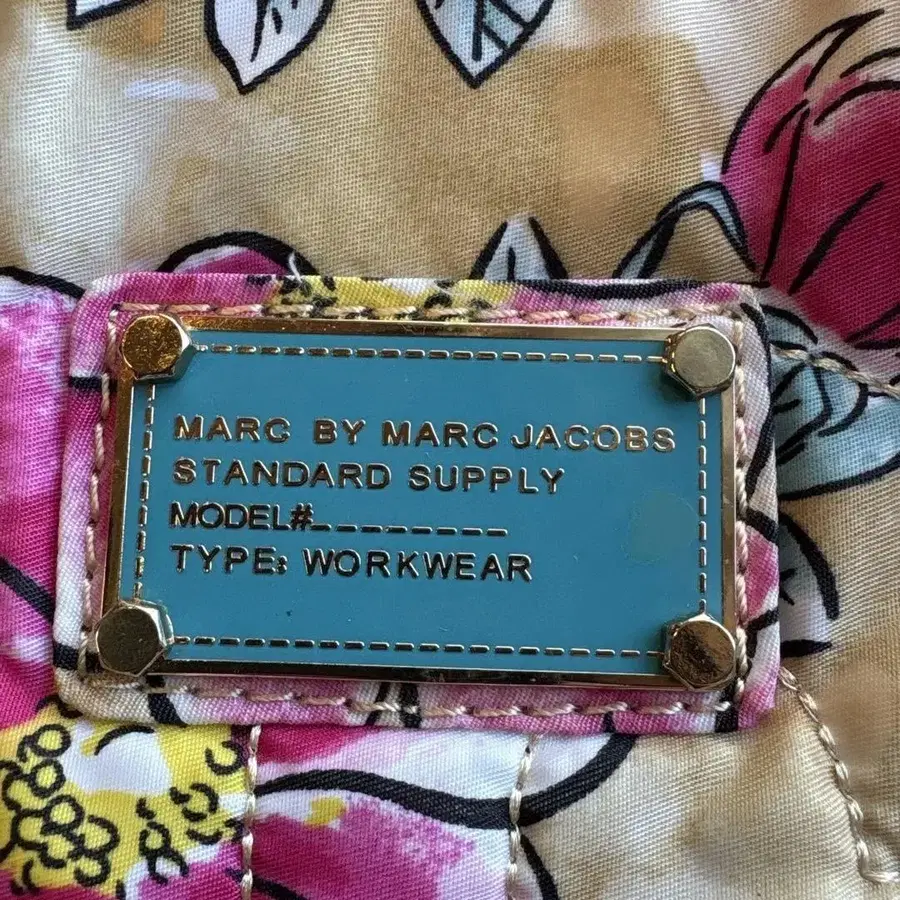 MARC BY MARC JACOBS
STANDARD SUPPLY
MODEL#_________
TYPE: WORKWEAR